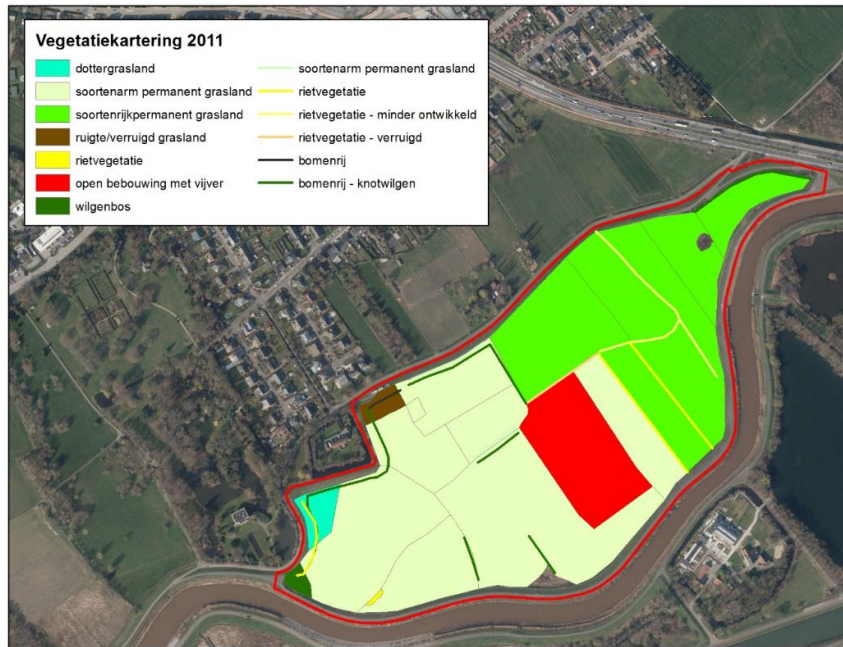 Vegetatiekartering 2011
dottergrasland
soortenarm permanent grasland
soortenrijkpermanent grasland
ruigte/verruigd grasland
rietvegetatie
open bebouwing met vijver
wilgenbos
soortenarm permanent grasland
rietvegetatie
rietvegetatie - minder ontwikkeld
rietvegetatie - verruigd
bomenrij
bomenrij - knotwilgen